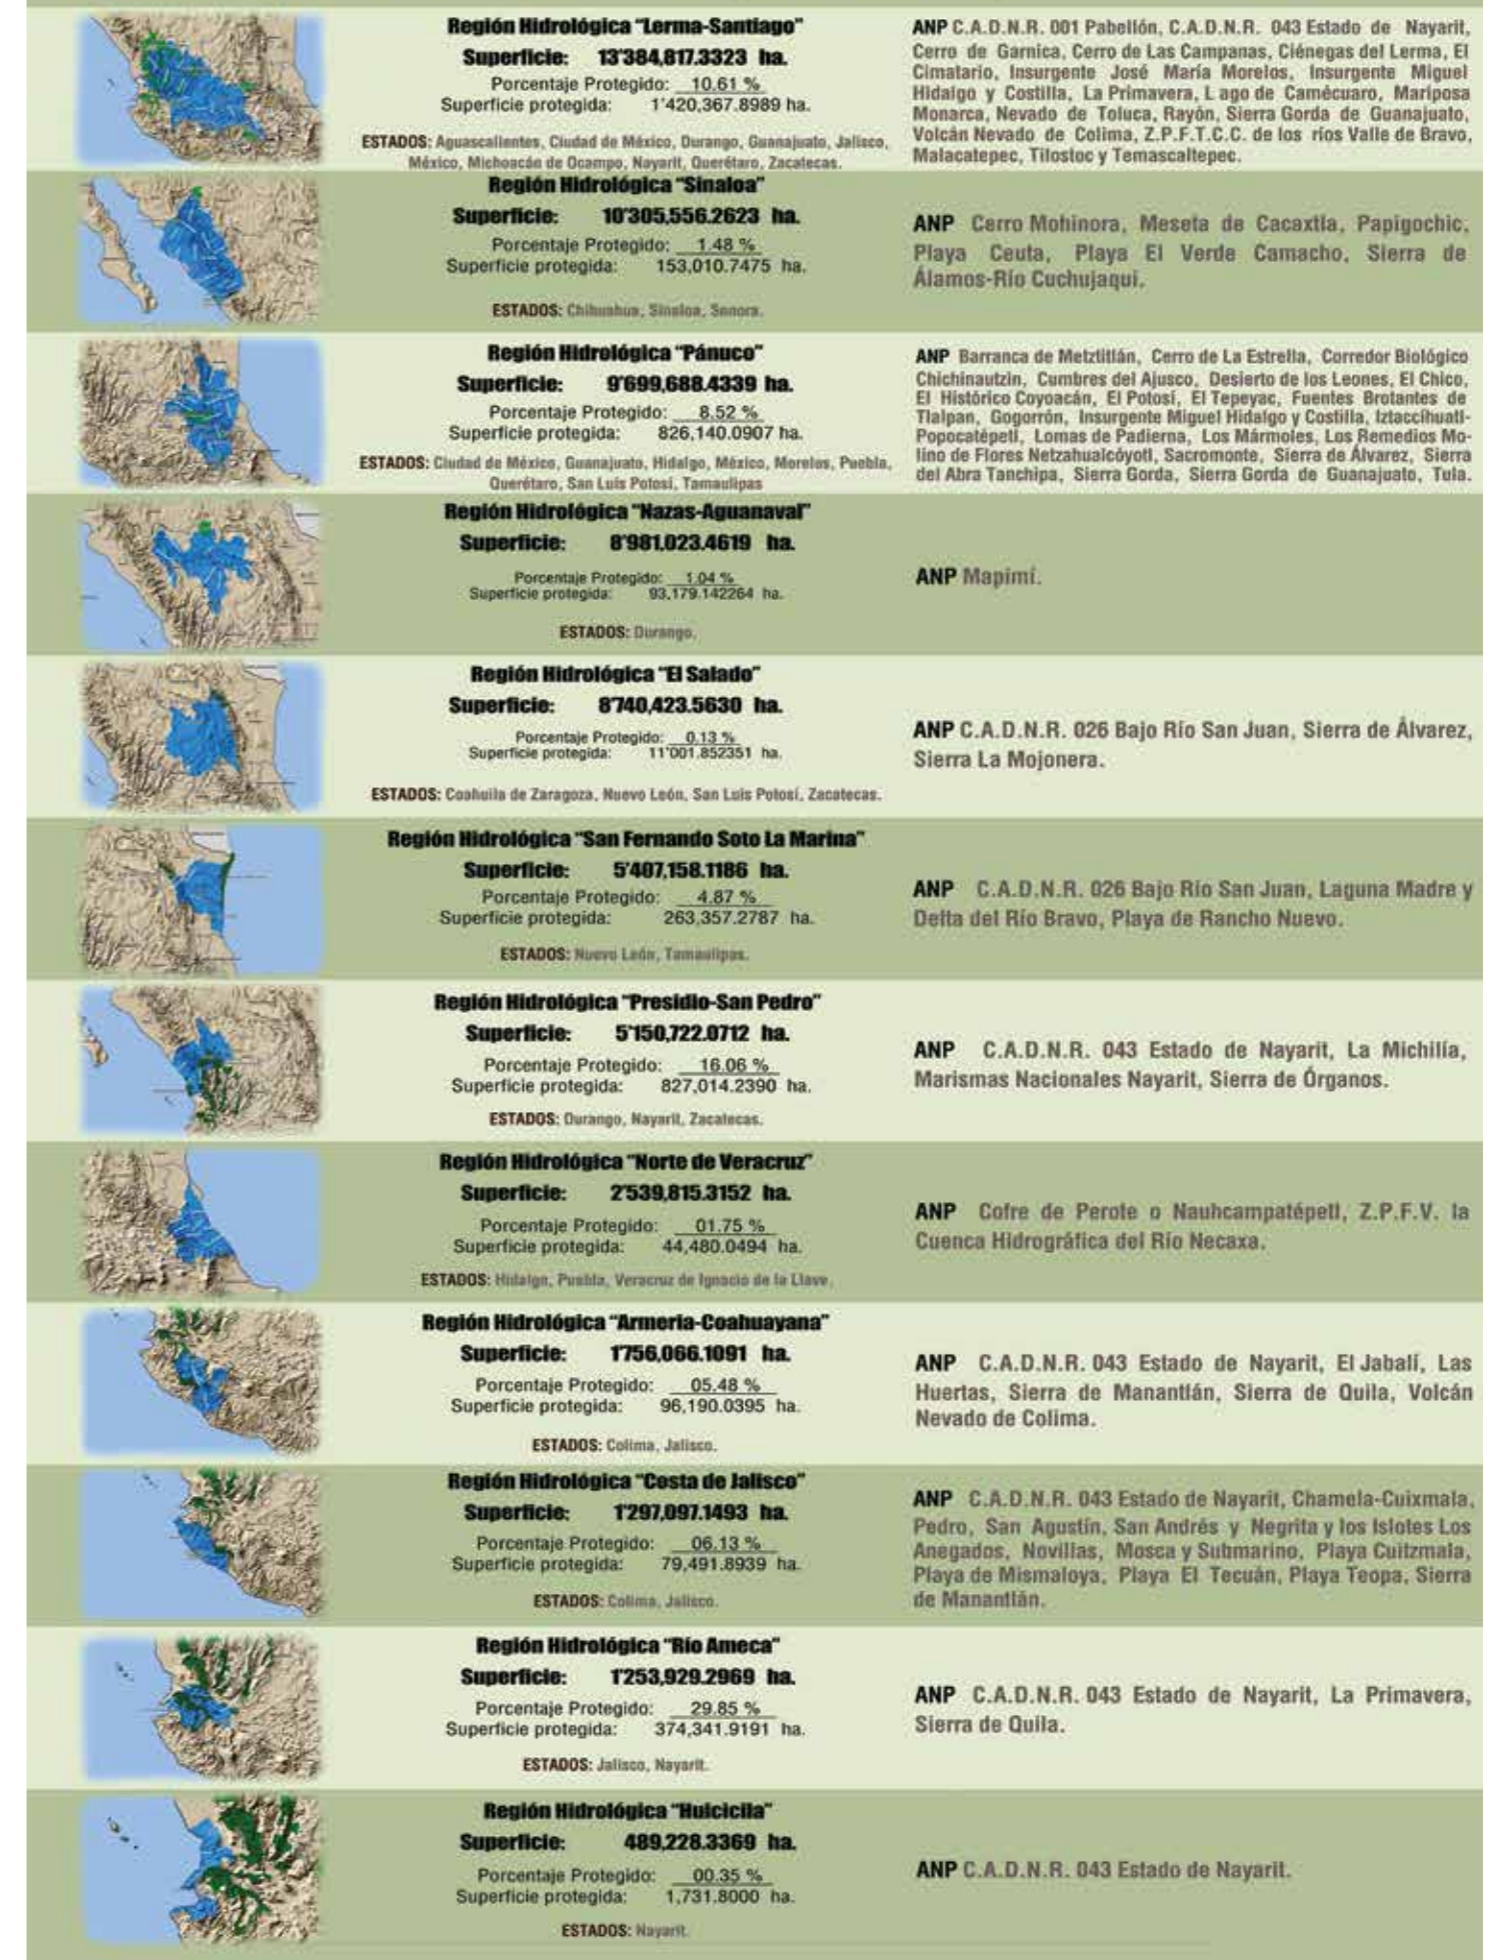 Región Hidrológica “Lerma-Santiago”
Superficie: 13'384,817.3323 ha.
Porcentaje Protegido: 10.61 %
Superficie protegida: 1'420,367.8989 ha.
ESTADOS: Aguascalientes, Ciudad de México, Durango, Guanajuato, Jalisco,
México, Michoacán de Ocampo, Nayarit, Querétaro, Zacatecas.
ANP C.A.D.N.R. 001 Pabellón, C.A.D.N.R. 043 Estado de Nayarit,
Cerro de Garnica, Cerro de Las Campanas, Ciénegas del Lerma, El
Cimatario, Insurgente José María Morelos, Insurgente Miguel
Hidalgo y Costilla, La Primavera, L ago de Camécuaro, Mariposa
Monarca, Nevado de Toluca, Rayón, Sierra Gorda de Guanajuato,
Volcán Nevado de Colima, Z.P.F.T.C.C. de los ríos Valle de Bravo,
Malacatepec, Tilostoc y Temascaltepec.
Región Hidrológica “Sinaloa”
Superficie: 10'305,556.2623 ha.
Porcentaje Protegido: 1.48 %
Superficie protegida: 153,010.7475 ha.
ESTADOS: Chihuahua, Sinaloa, Sonora.
ANP Cerro Mohinora, Meseta de Cacaxtla, Papigochic,
Playa Ceuta, Playa El Verde Camacho, Sierra de
Álamos-Río Cuchujaqui.
Región Hidrológica “Pánuco”
Superficie: 9'699,688.4339 ha.
Porcentaje Protegido: 8.52 %
Superficie protegida: 826,140.0907 ha.
ESTADOS: Ciudad de México, Guanajuato, Hidalgo, México, Morelos, Puebla,
Querétaro, San Luis Potosí, Tamaulipas
ANP Barranca de Metztitlán, Cerro de La Estrella, Corredor Biológico
Chichinautzin, Cumbres del Ajusco, Desierto de los Leones, El Chico,
El Histórico Coyoacán, El Potosí, El Tepeyac, Fuentes Brotantes de
Tlalpan, Gogorrón, Insurgente Miguel Hidalgo y Costilla, Iztaccíhuatl-
Popocatépetl, Lomas de Padierna, Los Mármoles, Los Remedios Mo-
lino de Flores Netzahualcóyotl, Sacromonte, Sierra de Álvarez, Sierra
del Abra Tanchipa, Sierra Gorda, Sierra Gorda de Guanajuato, Tula.
Región Hidrológica “Nazas-Aguanaval”
Superficie: 8'981,023.4619 ha.
Porcentaje Protegido: 1.04 %
Superficie protegida: 93,179.142264 ha.
ESTADOS: Durango.
ANP Mapimí.
Región Hidrológica “El Salado”
Superficie: 8'740,423.5630 ha.
Porcentaje Protegido: 0.13 %
Superficie protegida: 11'001.852351 ha.
ESTADOS: Coahuila de Zaragoza, Nuevo León, San Luis Potosí, Zacatecas.
ANP C.A.D.N.R. 026 Bajo Río San Juan, Sierra de Álvarez,
Sierra La Mojonera.
Región Hidrológica “San Fernando Soto La Marina”
Superficie: 5'407,158.1186 ha.
Porcentaje Protegido: 4.87 %
Superficie protegida: 263,357.2787 ha.
ESTADOS: Nuevo León, Tamaulipas.
ANP C.A.D.N.R. 026 Bajo Río San Juan, Laguna Madre y
Delta del Río Bravo, Playa de Rancho Nuevo.
Región Hidrológica “Presidio-San Pedro”
Superficie: 5'150,722.0712 ha.
Porcentaje Protegido: 16.06 %
Superficie protegida: 827,014.2390 ha.
ESTADOS: Durango, Nayarit, Zacatecas.
ANP C.A.D.N.R. 043 Estado de Nayarit, La Michilía,
Marismas Nacionales Nayarit, Sierra de Órganos.
Región Hidrológica “Norte de Veracruz”
Superficie: 2'539,815.3152 ha.
Porcentaje Protegido: 01.75 %
Superficie protegida: 44,480.0494 ha.
ESTADOS: Hidalgo, Puebla, Veracruz de Ignacio de la Llave.
ANP Cofre de Perote o Nauhcampatépetl, Z.P.F.V. la
Cuenca Hidrográfica del Río Necaxa.
Región Hidrológica “Armeria-Coahuayana”
Superficie: 1'756,066.1091 ha.
Porcentaje Protegido: 05.48 %
Superficie protegida: 96,190.0395 ha.
ESTADOS: Colima, Jalisco.
ANP C.A.D.N.R. 043 Estado de Nayarit, El Jabalí, Las
Huertas, Sierra de Manantlán, Sierra de Quila, Volcán
Nevado de Colima.
Región Hidrológica “Costa de Jalisco”
Superficie: 1'297,097.1493 ha.
Porcentaje Protegido: 06.13 %
Superficie protegida: 79,491.8939 ha.
ESTADOS: Colima, Jalisco.
ANP C.A.D.N.R. 043 Estado de Nayarit, Chamela-Cuixmala,
Pedro, San Agustín, San Andrés y Negrita y los Islotes Los
Anegados, Novillas, Mosca y Submarino, Playa Cuitzmala,
Playa de Mismaloya, Playa El Tecuán, Playa Teopa, Sierra
de Manantlán.
Región Hidrológica “Río Ameca”
Superficie: 1'253,929.2969 ha.
Porcentaje Protegido: 29.85 %
Superficie protegida: 374,341.9191 ha.
ESTADOS: Jalisco, Nayarit.
ANP C.A.D.N.R. 043 Estado de Nayarit, La Primavera,
Sierra de Quila.
Región Hidrológica “Huicicila”
Superficie: 489,228.3369 ha.
Porcentaje Protegido: 00.35 %
Superficie protegida: 1,731.8000 ha.
ESTADOS: Nayarit.
ANP C.A.D.N.R. 043 Estado de Nayarit.